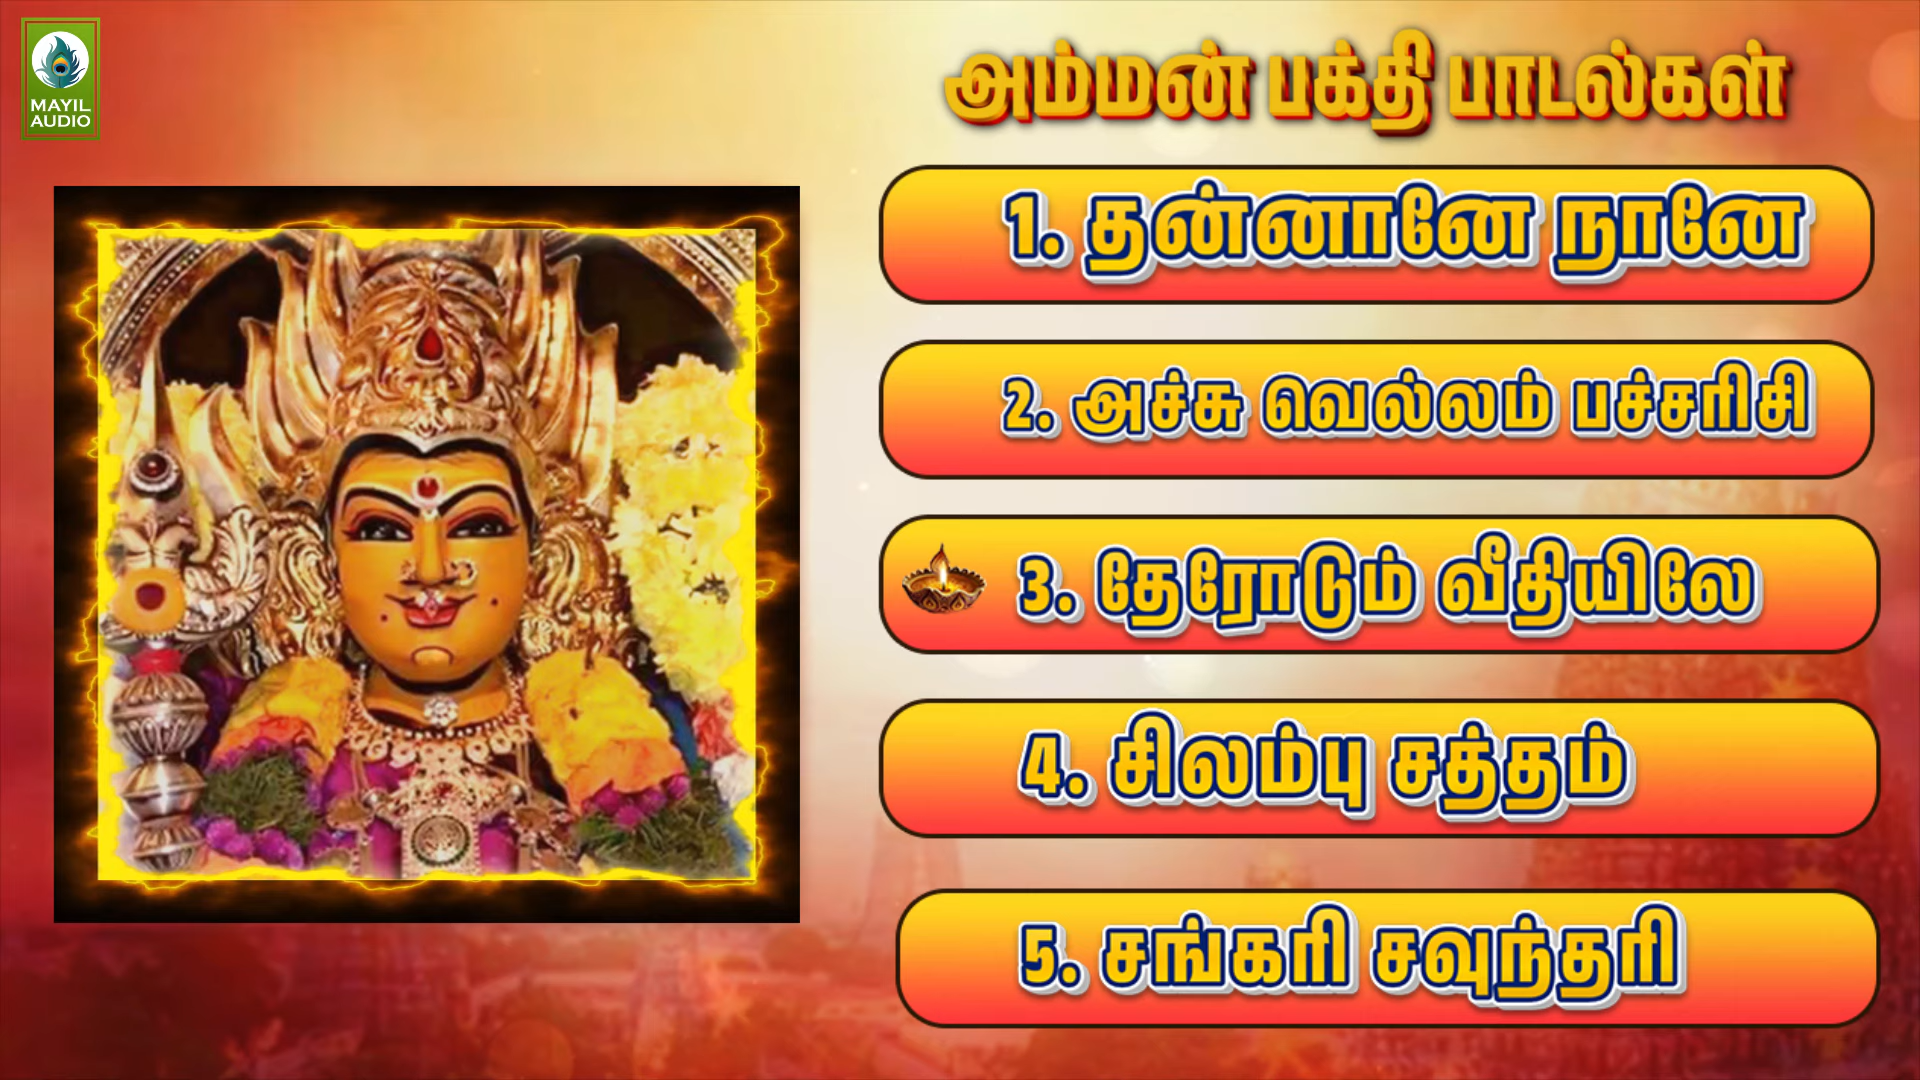 MAYIL
AUDIO
அம்மன் பக்தி பாடல்கள்
1. தன்னானே நானே
2. அச்சு வெல்லம் பச்சரிசி
3. தேரோடும் வீதியிலே
4. சிலம்பு சத்தம்
5. சங்கரி சவுந்தரி